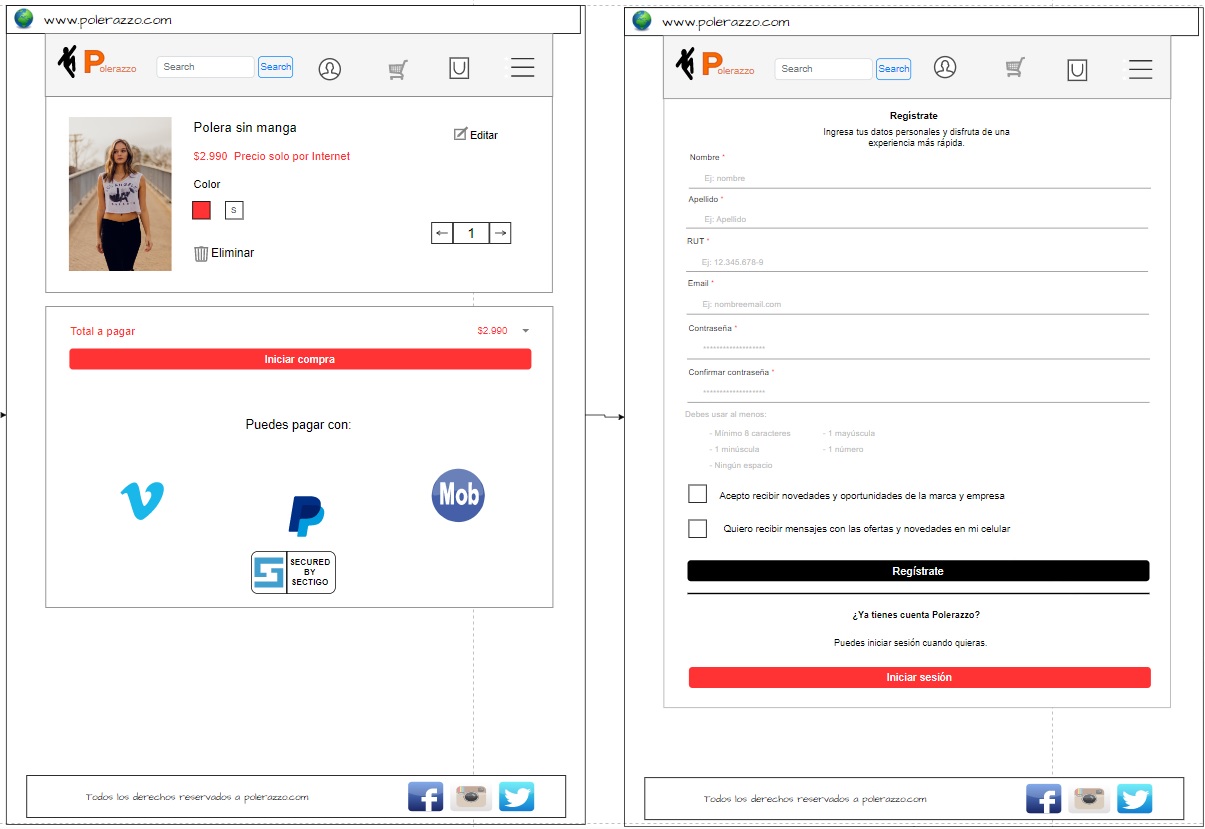 www.polerazzo.com
Polerazzo
Search
Search
Polera sin manga
Editar
$2.990 Precio solo por Internet
Color
S
1
Eliminar
Total a pagar
$2.990
Iniciar compra
Puedes pagar con:
Mob
SECURED
BY
SECTIGO
Todos los derechos reservados a polerazzo.com
www.polerazzo.com
Polerazzo
Search
Search
Registrate
Ingresa tus datos personales y disfruta de una
experiencia más rápida.
Nombre *
Ej: nombre
Apellido *
Ej: Apellido
RUT *
Ej: 12.345.678-9
Email *
Ej: nombreemail.com
Contraseña *
*******************
Confirmar contraseña *
*******************
Debes usar al menos:
- Mínimo 8 caracteres
- 1 mayúscula
- 1 minúscula
- 1 número
- Ningún espacio
Acepto recibir novedades y oportunidades de la marca y empresa
Quiero recibir mensajes con las ofertas y novedades en mi celular
Regístrate
¿Ya tienes cuenta Polerazzo?
Puedes iniciar sesión cuando quieras.
Iniciar sesión
Todos los derechos reservados a polerazzo.com